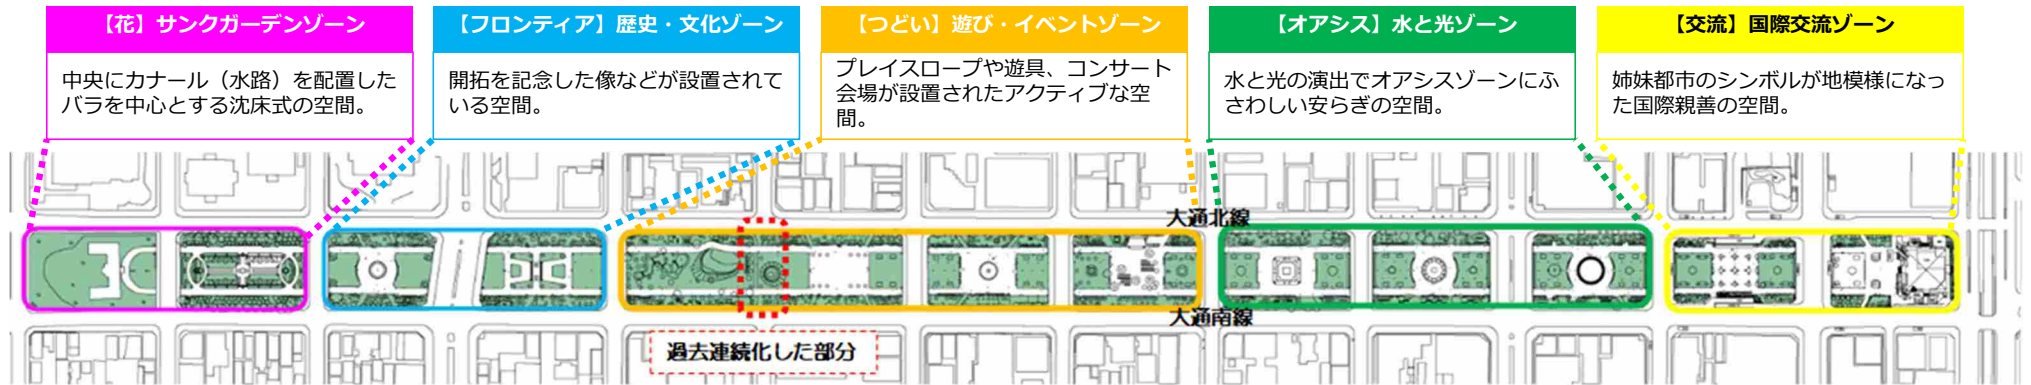 【花】サンクガーデンゾーン
中央にカナール（水路）を配置した
バラを中心とする沈床式の空間。
【フロンティア】歴史・文化ゾーン
開拓を記念した像などが設置されて
いる空間。
【つどい】遊び・イベントゾーン
プレイスロープや遊具、コンサート
会場が設置されたアクティブな空
間。
【オアシス】水と光ゾーン
水と光の演出でオアシスゾーンにふ
さわしい安らぎの空間。
【交流】国際交流ゾーン
姉妹都市のシンボルが地模様になっ
た国際親善の空間。
大通北線
大通南線
過去連続化した部分